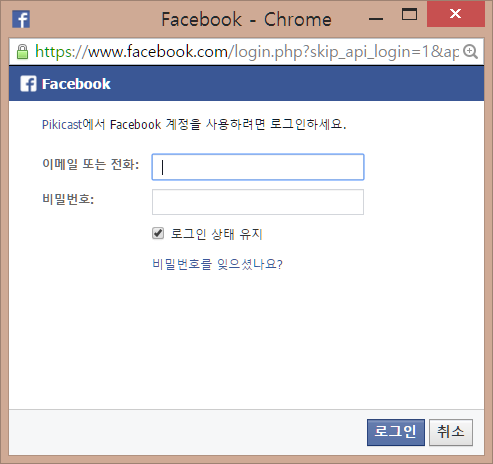 Facebook - Chrome
https://www.facebook.com/login.php?skip_api_login=1&ap
Facebook
Pikicast에서 Facebook 계정을 사용하려면 로그인하세요.
이메일 또는 전화:
비밀번호:
로그인 상태 유지
비밀번호를 잊으셨나요?
로그인 취소